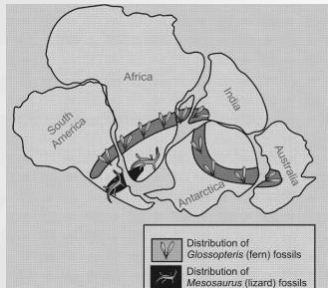 Africa
India
South
America
Australia
Antarctica
Distribution of
Glossopteris (fern) fossils
Distribution of
Mesosaurus (lizard) fossils